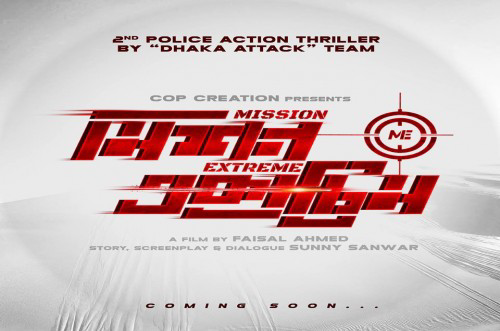 2ND POLICE ACTION THRILLER
BY “DHAKA ATTACK” TEAM
COP CREATION PRESENTS
MISSION
মিশন
ME
EXTREME
এক্সট্রিম
A FILM BY FAISAL AHMED
STORY, SCREENPLAY & DIALOGUE SUNNY SANWAR
COMING SOON...